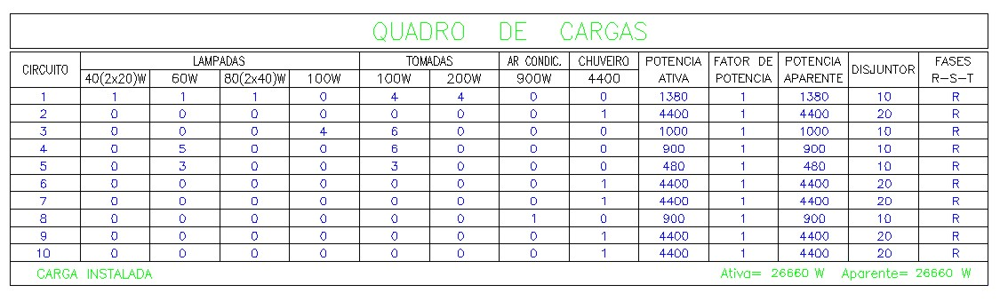 QUADRO DE CARGAS
CIRCUITO LAMPADAS TOMADAS AR CONDIC. CHUVEIRO POTENCIA ATIVA FATOR DE POTENCIA POTENCIA APARENTE DISJUNTOR FASES R-S-T
40(2x20)W 60W 80(2x40)W 100W 100W 200W 900W 4400
1 1 1 1 0 4 4 0 0 1380 1 1380 10 R
2 0 0 0 0 0 0 0 1 4400 1 4400 20 R
3 0 0 0 4 6 0 0 0 1000 1 1000 10 R
4 0 5 0 0 6 0 0 0 900 1 900 10 R
5 0 3 0 0 3 0 0 0 480 1 480 10 R
6 0 0 0 0 0 0 0 1 4400 1 4400 20 R
7 0 0 0 0 0 0 0 1 4400 1 4400 20 R
8 0 0 0 0 0 0 1 0 900 1 900 10 R
9 0 0 0 0 0 0 0 1 4400 1 4400 20 R
10 0 0 0 0 0 0 0 1 4400 1 4400 20 R
CARGA INSTALADA Ativa= 26660 W Aparente= 26660 W